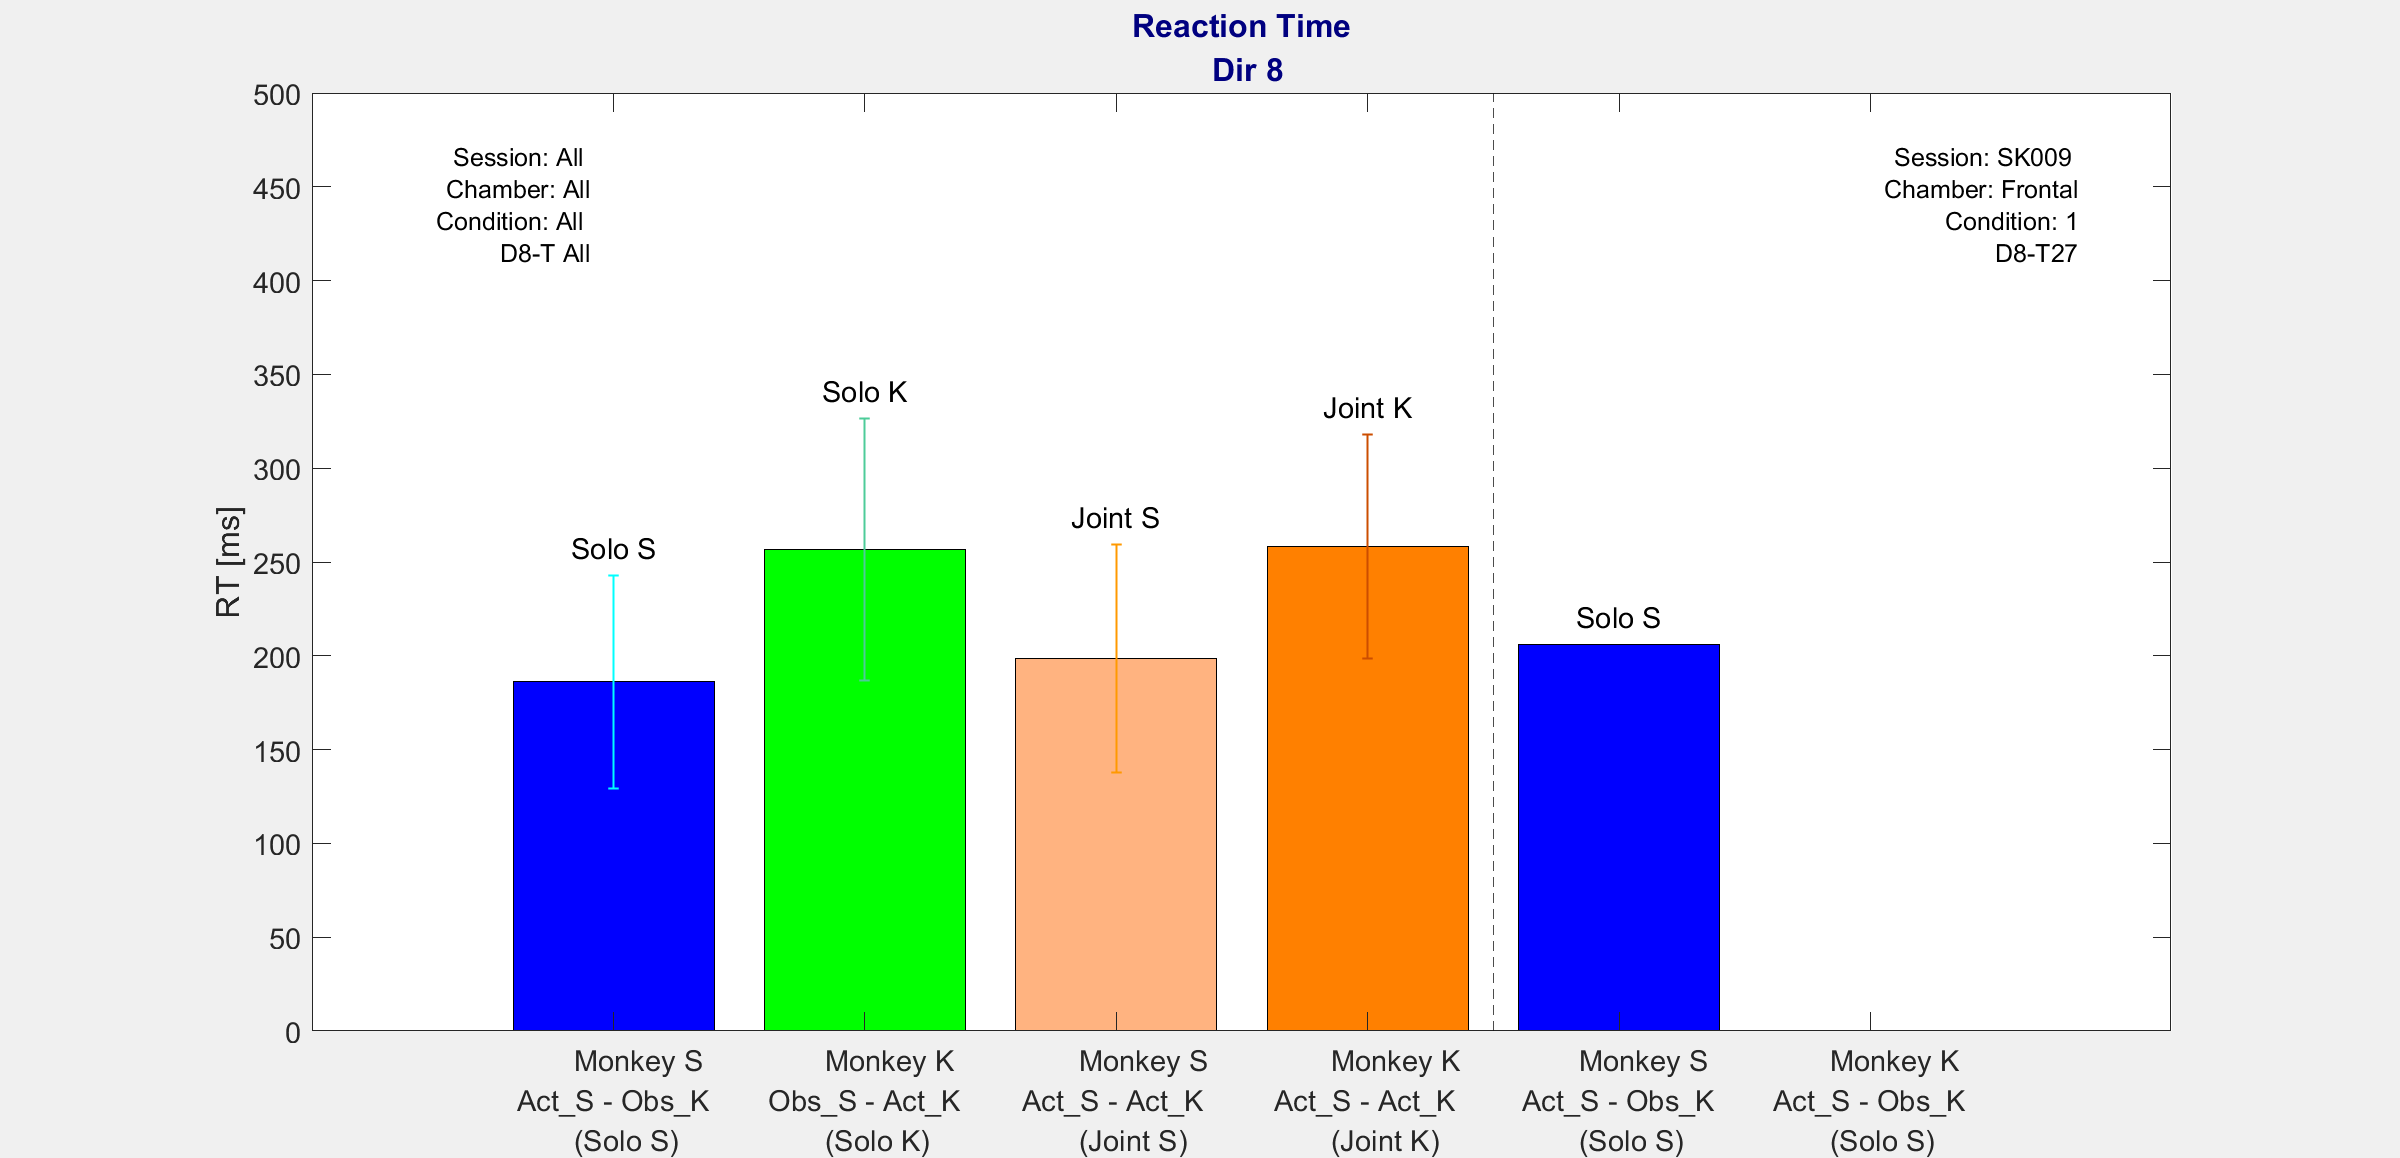 Reaction Time
Dir 8
500
450
400
350
300
250
200
150
100
50
0
RT [ms]
Session: All
Chamber: All
Condition: All
D8-T All
Session: SK009
Chamber: Frontal
Condition: 1
D8-T27
Solo S
Solo K
Joint S
Joint K
Solo S
Monkey S
Act_S - Obs_K
(Solo S)
Monkey K
Obs_S - Act_K
(Solo K)
Monkey S
Act_S - Act_K
(Joint S)
Monkey K
Act_S - Act_K
(Joint K)
Monkey S
Act_S - Obs_K
(Solo S)
Monkey K
Act_S - Obs_K
(Solo S)